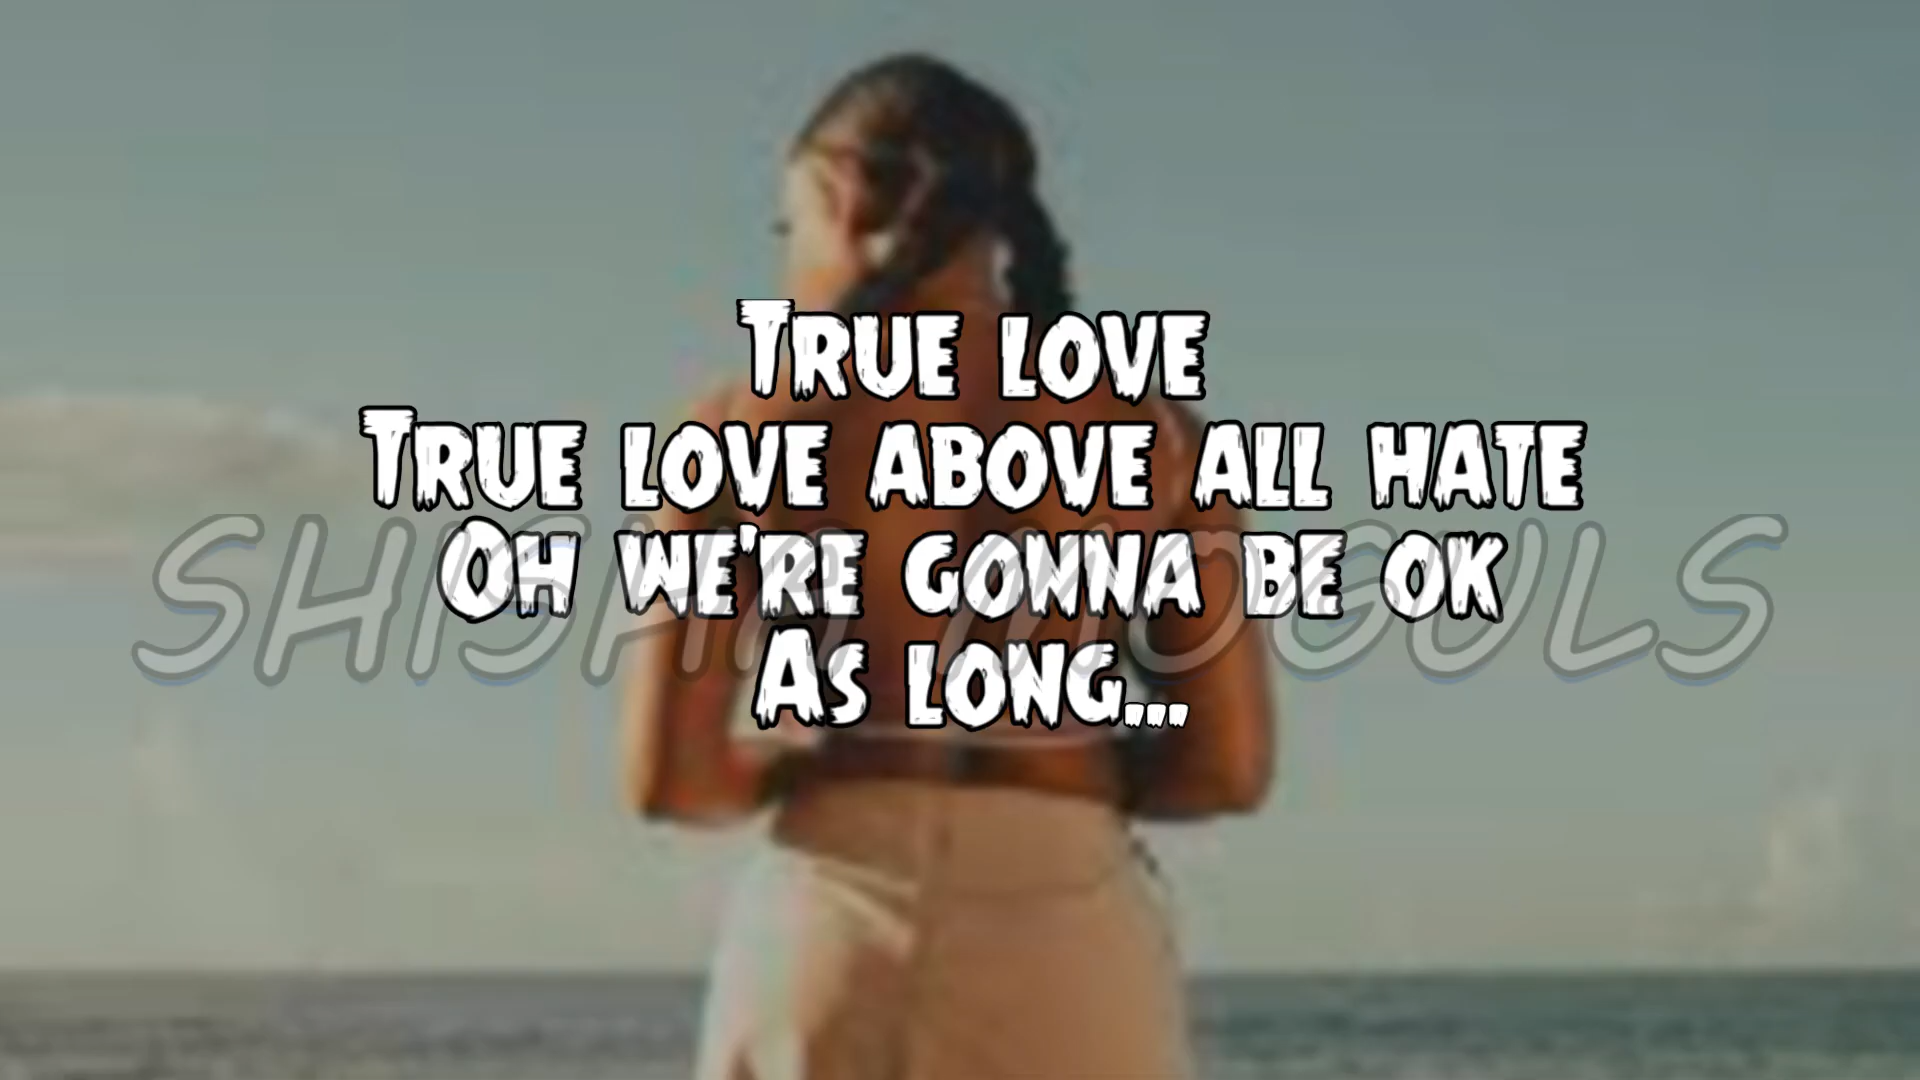 True love
True love above all hate
Oh we're gonna be ok
As long...
SHISHA MOGULS